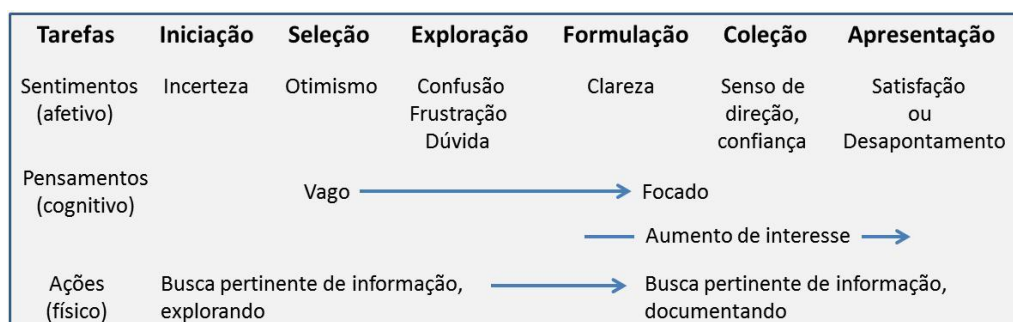 Tarefas Iniciação Seleção Exploração Formulação Coleção Apresentação
Sentimentos Incerteza Otimismo Confusão Clareza Senso de Satisfação
(afetivo) Frustração direção, ou
Dúvida confiança Desapontamento
Pensamentos
(cognitivo) Vago Focado
Aumento de interesse
Ações Busca pertinente de informação, Busca pertinente de informação,
(físico) explorando documentando